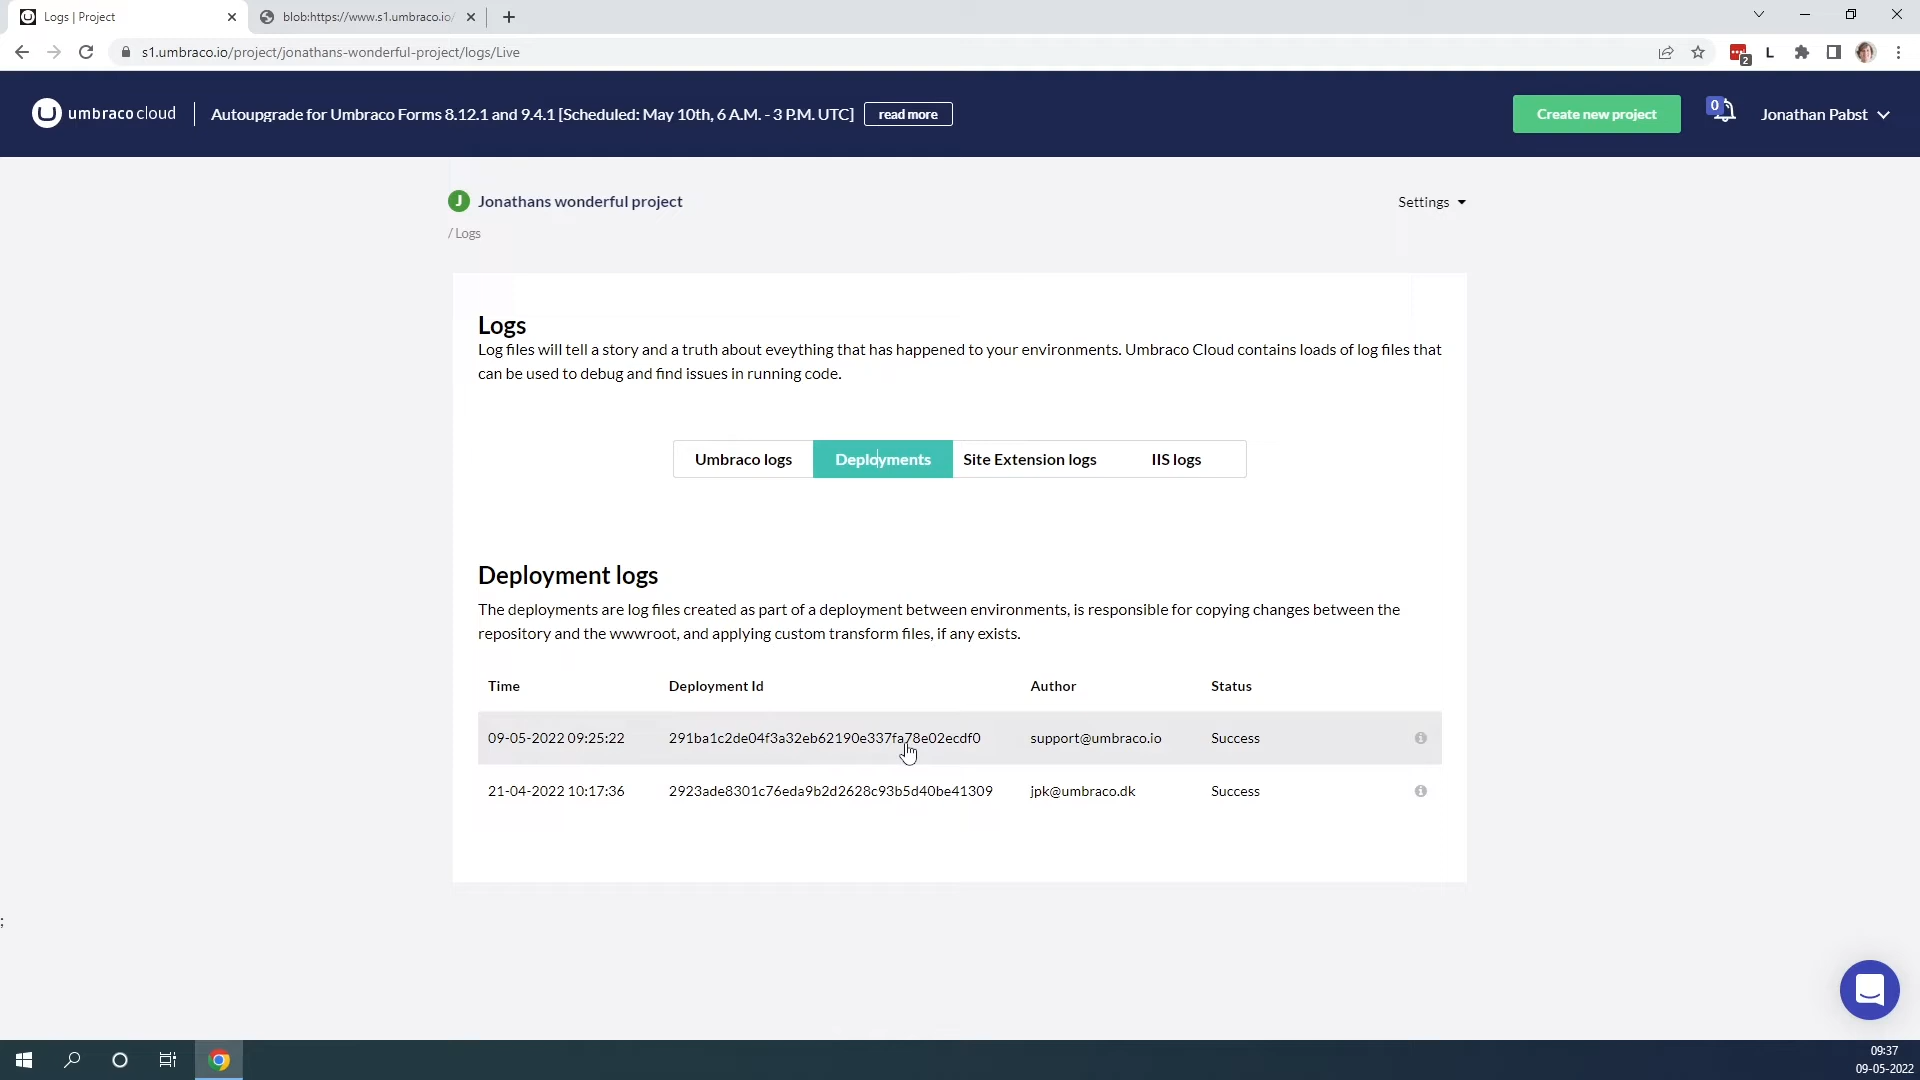 Logs | Project
blob:https://www.s1.umbraco.io/
s1.umbraco.io/project/jonathans-wonderful-project/logs/Live
2
L
umbraco cloud
Autoupgrade for Umbraco Forms 8.12.1 and 9.4.1 [Scheduled: May 10th, 6 A.M. - 3 P.M. UTC]
read more
Create new project
0
Jonathan Pabst
J
Jonathans wonderful project
Settings
/ Logs
Logs
Log files will tell a story and a truth about eveything that has happened to your environments. Umbraco Cloud contains loads of log files that
can be used to debug and find issues in running code.
Umbraco logs
Deployments
Site Extension logs
IIS logs
Deployment logs
The deployments are log files created as part of a deployment between environments, is responsible for copying changes between the
repository and the wwwroot, and applying custom transform files, if any exists.
Time Deployment Id Author Status
09-05-2022 09:25:22 291ba1c2de04f3a32eb62190e337fa78e02ecdf0 support@umbraco.io Success
21-04-2022 10:17:36 2923ade8301c76eda9b2d2628c93b5d40be41309 jpk@umbraco.dk Success
;
09:37
09-05-2022